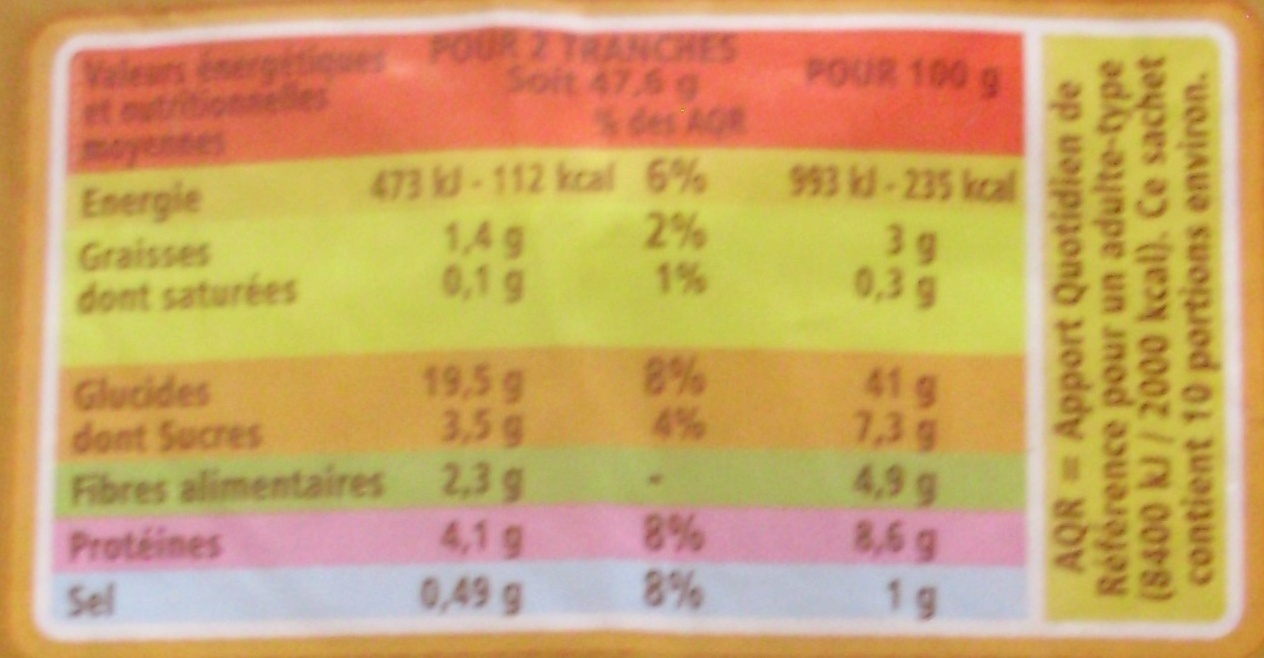 Valeurs énergétiques et nutritionnelles moyennes
POUR 2 TRANCHES
Soit 47,6 g
% des AQR
POUR 100 g
Energie 473 kJ - 112 kcal 6% 993 kJ - 235 kcal
Graisses 1,4 g 2% 3 g
dont saturées 0,1 g 1% 0,3 g
Glucides 19,5 g 8% 41 g
dont Sucres 3,5 g 4% 7,3 g
Fibres alimentaires 2,3 g - 4,9 g
Protéines 4,1 g 8% 8,6 g
Sel 0,49 g 8% 1 g
AQR = Apport Quotidien de
Référence pour un adulte-type
(8400 kJ / 2000 kcal). Ce sachet
contient 10 portions environ.